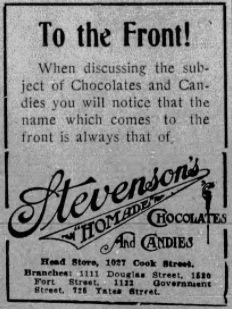 To the Front!
When discussing the sub-
ject of Chocolates and Can-
dies you will notice that the
name which comes to the
front is always that of
Stevenson's
"HOMADE"
CHOCOLATES
And CANDIES
Head Store, 1027 Cook Street.
Branches: 1111 Douglas Street, 1520
Fort Street, 1122 Government
Street, 725 Yates Street.